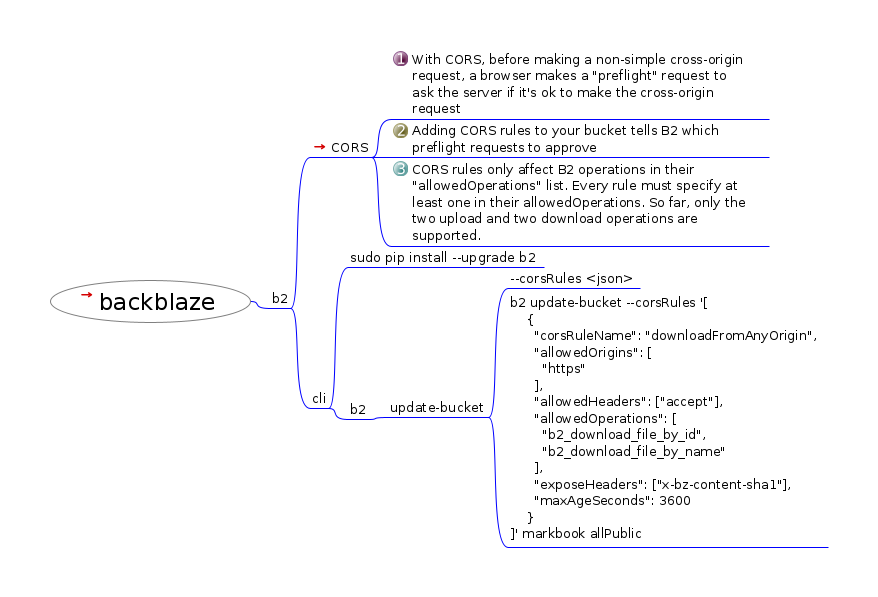 backblaze
b2
CORS
1 With CORS, before making a non-simple cross-origin
request, a browser makes a "preflight" request to
ask the server if it's ok to make the cross-origin
request
2 Adding CORS rules to your bucket tells B2 which
preflight requests to approve
3 CORS rules only affect B2 operations in their
"allowedOperations" list. Every rule must specify at
least one in their allowedOperations. So far, only the
two upload and two download operations are
supported.
cli
sudo pip install --upgrade b2
b2
update-bucket
--corsRules <json>
b2 update-bucket --corsRules '[
    {
      "corsRuleName": "downloadFromAnyOrigin",
      "allowedOrigins": [
        "https"
      ],
      "allowedHeaders": ["accept"],
      "allowedOperations": [
        "b2_download_file_by_id",
        "b2_download_file_by_name"
      ],
      "exposeHeaders": ["x-bz-content-sha1"],
      "maxAgeSeconds": 3600
    }
]' markbook allPublic